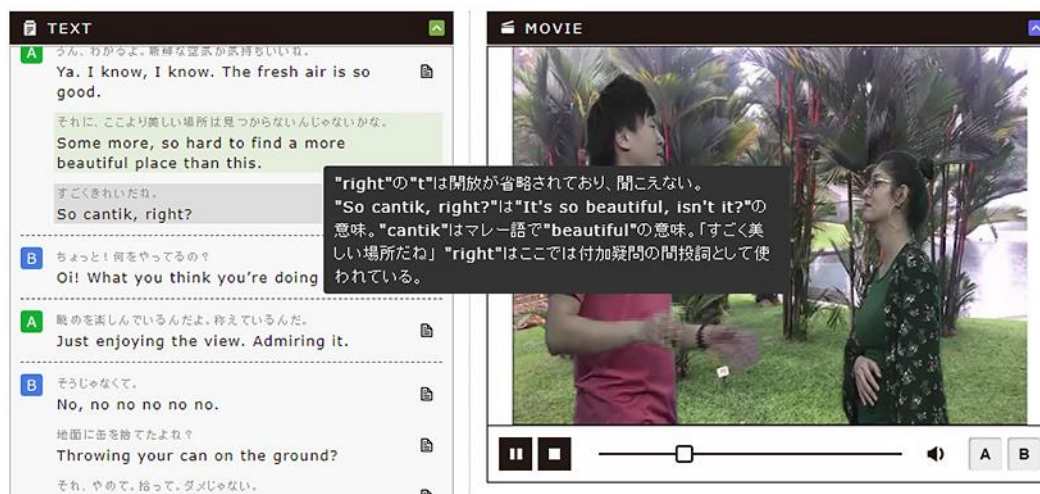 TEXT
A
うん、わかるよ。新鮮な空気が気持ちいいね。
Ya. I know, I know. The fresh air is so
good.
それに、ここより美しい場所は見つからないんじゃないかな。
Some more, so hard to find a more
beautiful place than this.
すごくきれいだね。
So cantik, right?
B
ちょっと！何をやってるの？
Oi! What you think you're doing
A
眺めを楽しんでいるんだよ。称えているんだ。
Just enjoying the view. Admiring it.
B
そうじゃなくて。
No, no no no no no.
地面に缶を捨てたよね？
Throwing your can on the ground?
それ、やめて。拾って。ダメじゃない。
MOVIE
"right"の"t"は開放が省略されており、聞こえない。
"So cantik, right?"は"It's so beautiful, isn't it?"の
意味。"cantik"はマレー語で"beautiful"の意味。「すごく美
しい場所だね」 "right"はここでは付加疑問の間投詞として使
われている。
A B